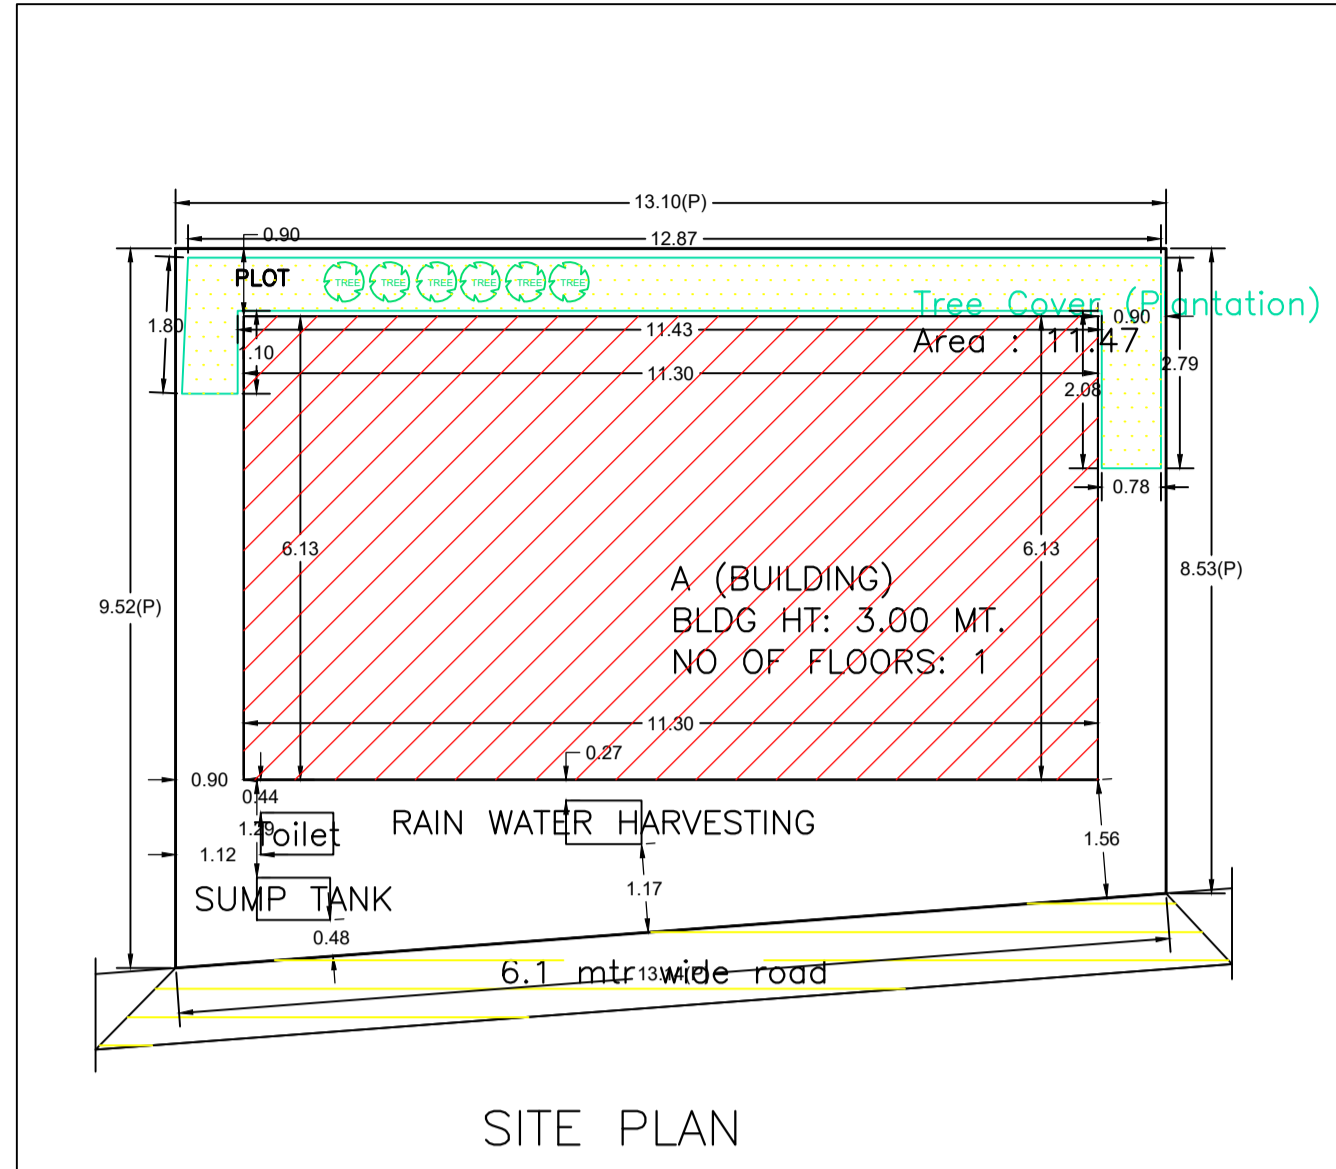 13.10(P)
0.90
12.87
PLOT
TREE TREE TREE TREE TREE TREE
Tree Cover (Plantation)
Area : 11.47
0.90
1.80
11.43
1.10
11.30
2.79
2.08
0.78
6.13
6.13
8.53(P)
A (BUILDING)
BLDG HT: 3.00 MT.
NO OF FLOORS: 1
9.52(P)
11.30
0.27
0.90
0.44
1.29
Toilet
RAIN WATER HARVESTING
1.56
1.12
1.17
SUMP TANK
0.48
6.1 mtr wide road
13.14(P)
SITE PLAN